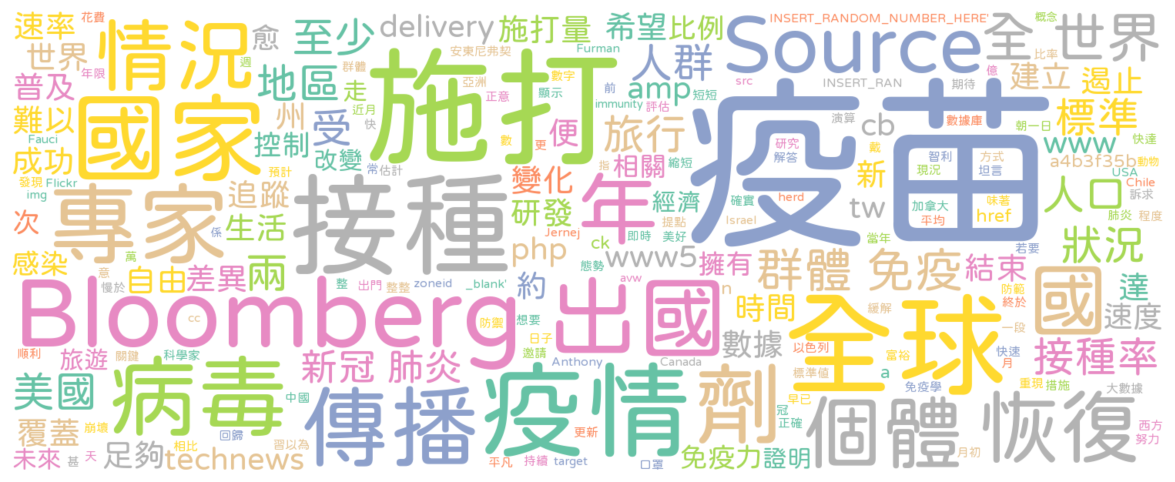 速率
花費
情況
週
愈
至少
delivery
施打量
希望
比例
INSERT_RANDOM_NUMBER_HERE'
全
世界
概念
世界
年限
國家
地區
群體
安東尼弗契
施打
亞洲
Furman
數字
人群
Source
src
INSERT_RAN
期待
億
比率
建立
遏止
普及
州
走
近月
顯示
正意
前
immunity
評估
amp
短短
疫苗
演算
數據庫
朝一日
標準
難以
Fauci
控制
受
快
數
更
便
旅行
研究
解答
cb
戴
www
快速
成功
改變
常
估計
接種
變化
指
相關
縮短
新
智利
現況
方式
坦言
a4b3f35b
動物
發現
Flickr
img
預計
專家
追蹤
年
確實
herd
tw
加拿大
平均
味著
href
人口
USA
Chile
訴求
肺炎
程度
次
係
生活
研發
Jernej
經濟
提點
Israel
感染
萬
意
慢於
自由
差異
兩
php
ck
即時
美好
www5
擁有
當年
群體
免疫
結束
若要
狀況
Bloomberg
整
出門
整整
zoneid
_blank'
約
態勢
avw
n
出國
時間
全球
防範
終於
國
達
速度
cc
想要
防禦
日子
邀請
數據
緩解
一段
順利
旅遊
關鍵
科學家
新冠
肺炎
Anthony
Canada
以色列
標準值
富裕
a
快速
月
接種率
美國
中國
病毒
傳播
疫情
劑
早已
免疫學
重現
措施
大數據
覆蓋
崩壞
回歸
習以為
冠
正確
個體
恢復
西方
努力
未來
甚
天
足夠
相比
technews
更新
平凡
持續
target
口罩
免疫力
證明
月初